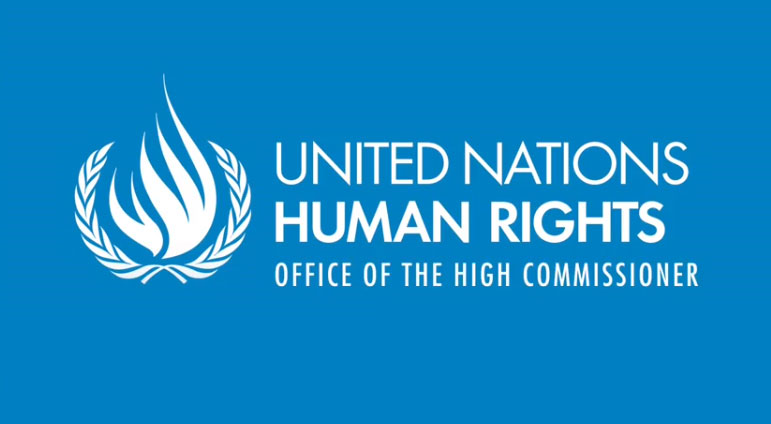 UNITED NATIONS
HUMAN RIGHTS
OFFICE OF THE HIGH COMMISSIONER